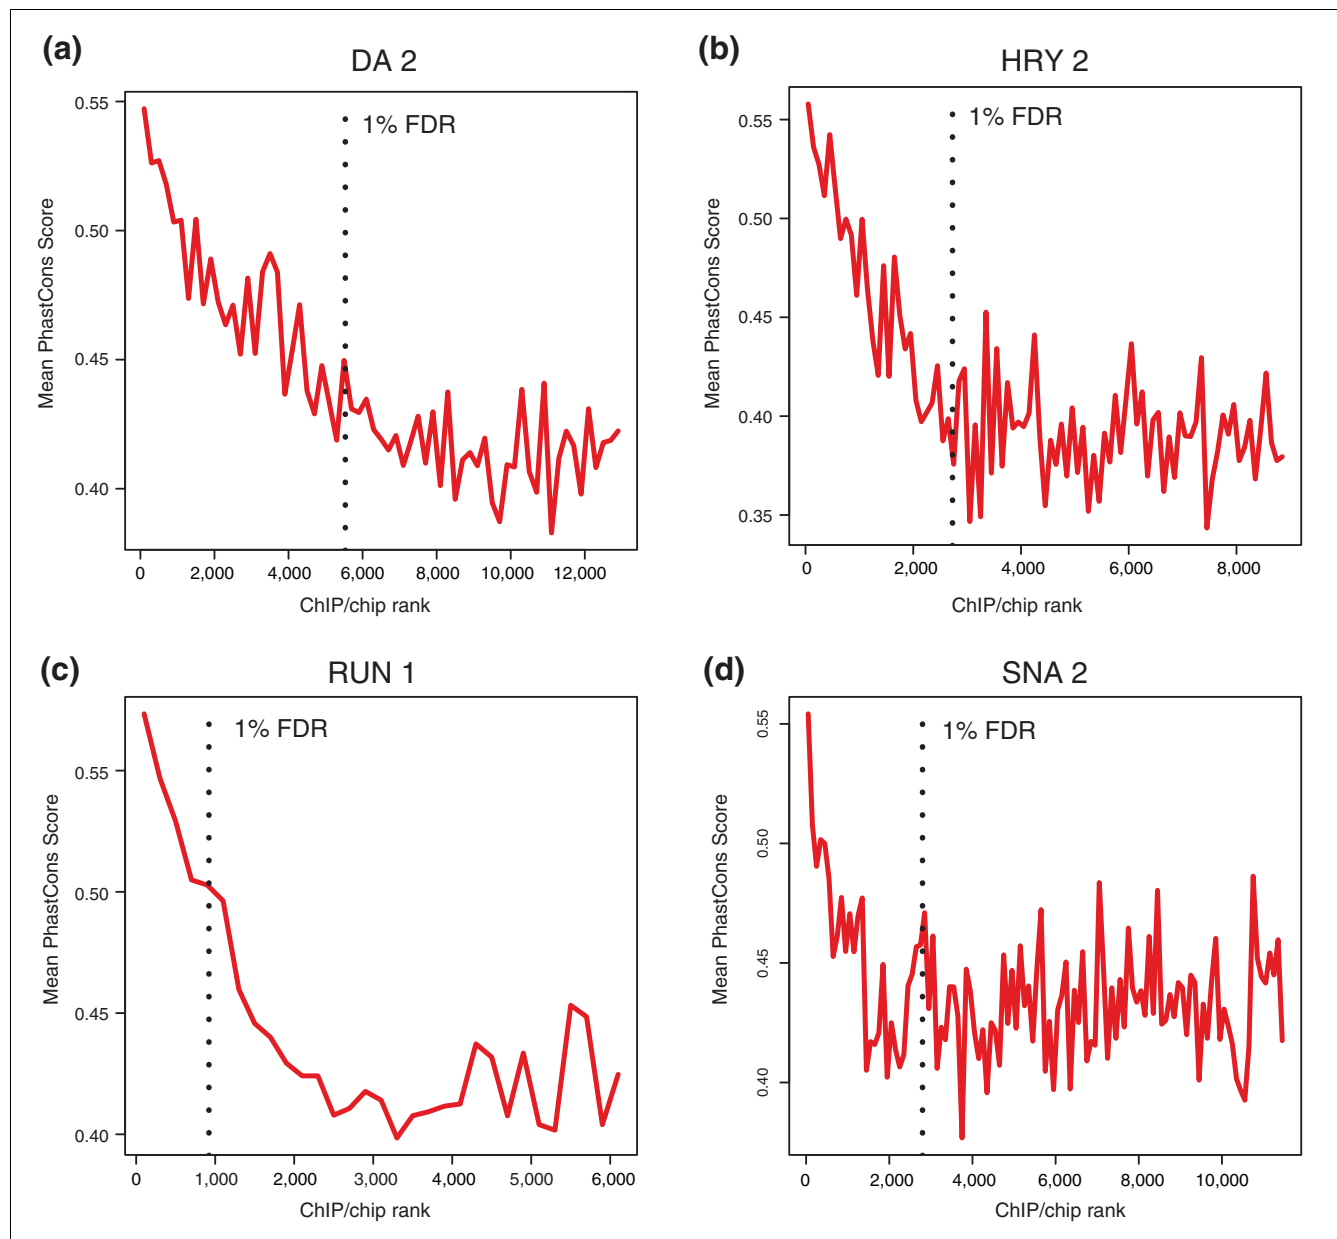 (a)
DA 2
1% FDR
Mean PhastCons Score
0.55
0.50
0.45
0.40
0
2,000
4,000
6,000
8,000
10,000
12,000
ChIP/chip rank
(b)
HRY 2
1% FDR
Mean PhastCons Score
0.55
0.50
0.45
0.40
0.35
0
2,000
4,000
6,000
8,000
ChIP/chip rank
(c)
RUN 1
1% FDR
Mean PhastCons Score
0.55
0.50
0.45
0.40
0
1,000
2,000
3,000
4,000
5,000
6,000
ChIP/chip rank
(d)
SNA 2
1% FDR
Mean PhastCons Score
0.55
0.50
0.45
0.40
0
2,000
4,000
6,000
8,000
10,000
ChIP/chip rank